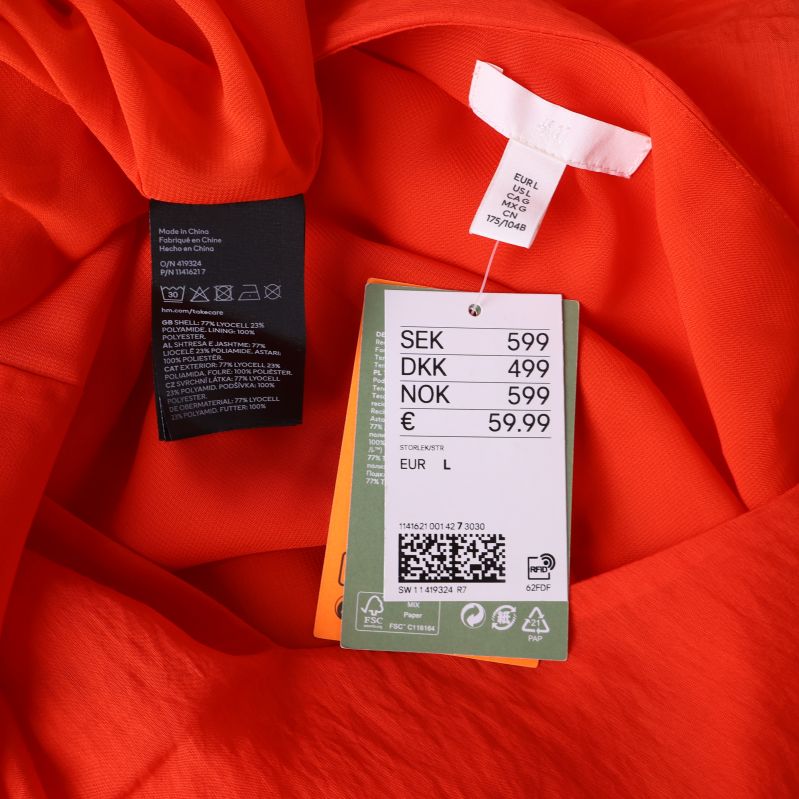 H&M
EUR L
US L
CA G
MX G
CN
175/104B
Made in China
Fabriqué en Chine
Hecho en China
O/N 419324
P/N 1141621 7
30
hm.com/takecare
GB SHELL: 77% LYOCELL 23%
POLYAMIDE. LINING: 100%
POLYESTER.
AL SHTRESA E JASHTME: 77%
LIOCELË 23% POLIAMIDE, ASTARI:
100% POLIESTËR.
CAT EXTERIOR: 77% LYOCELL 23%
POLIAMIDA. FOLRE: 100% POLIÈSTER.
CZ SVRCHNÍ LÁTKA: 77% LYOCELL
23% POLYAMID. PODŠÍVKA: 100%
POLYESTER.
DE OBERMATERIAL: 77% LYOCELL
23% POLYAMID. FUTTER: 100%
SEK 599
DKK 499
NOK 599
€ 59.99
STORLEK/STR
EUR L
1141621 001 42 7 3030
RFID
SW 1 1 419324 R7
62FDF
FSC
MIX
Paper
FSC™ C116164
21
PAP